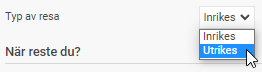 Typ av resa Inrikes
Inrikes
Utrikes
När reste du?